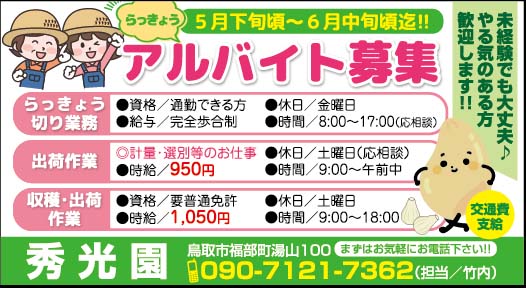 らっきょう
5月下旬頃～6月中旬頃迄!!
アルバイト募集
未経験でも大丈夫♪
やる気のある方
歓迎します!!
らっきょう
切り業務
●資格／通勤できる方 ●休日／金曜日
●給与／完全歩合制 ●時間／8:00～17:00(応相談)
出荷作業
◎計量・選別等のお仕事 ●休日／土曜日(応相談)
●時給／950円 ●時間／9:00～午前中
収穫・出荷
作業
●資格／要普通免許 ●休日／土曜日
●時給／1,050円 ●時間／9:00～18:00
交通費
支給
秀光園
鳥取市福部町湯山100 まずはお気軽にお電話下さい!!
090-7121-7362(担当／竹内)